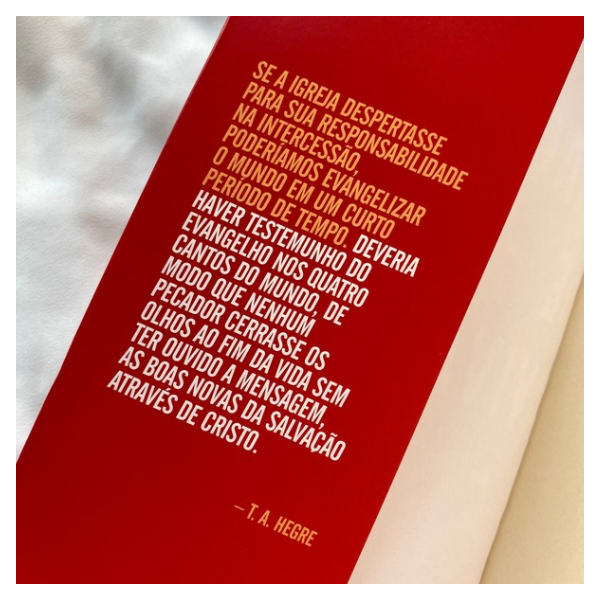 SE A IGREJA DESPERTASSE
PARA SUA RESPONSABILIDADE
NA INTERCESSÃO,
PODERÍAMOS EVANGELIZAR
O MUNDO EM UM CURTO
PERÍODO DE TEMPO. DEVERIA
HAVER TESTEMUNHO DO
EVANGELHO NOS QUATRO
CANTOS DO MUNDO, DE
MODO QUE NENHUM
PECADOR CERRASSE OS
OLHOS AO FIM DA VIDA SEM
TER OUVIDO A MENSAGEM,
AS BOAS NOVAS DA SALVAÇÃO
ATRAVÉS DE CRISTO.
— T. A. HEGRE